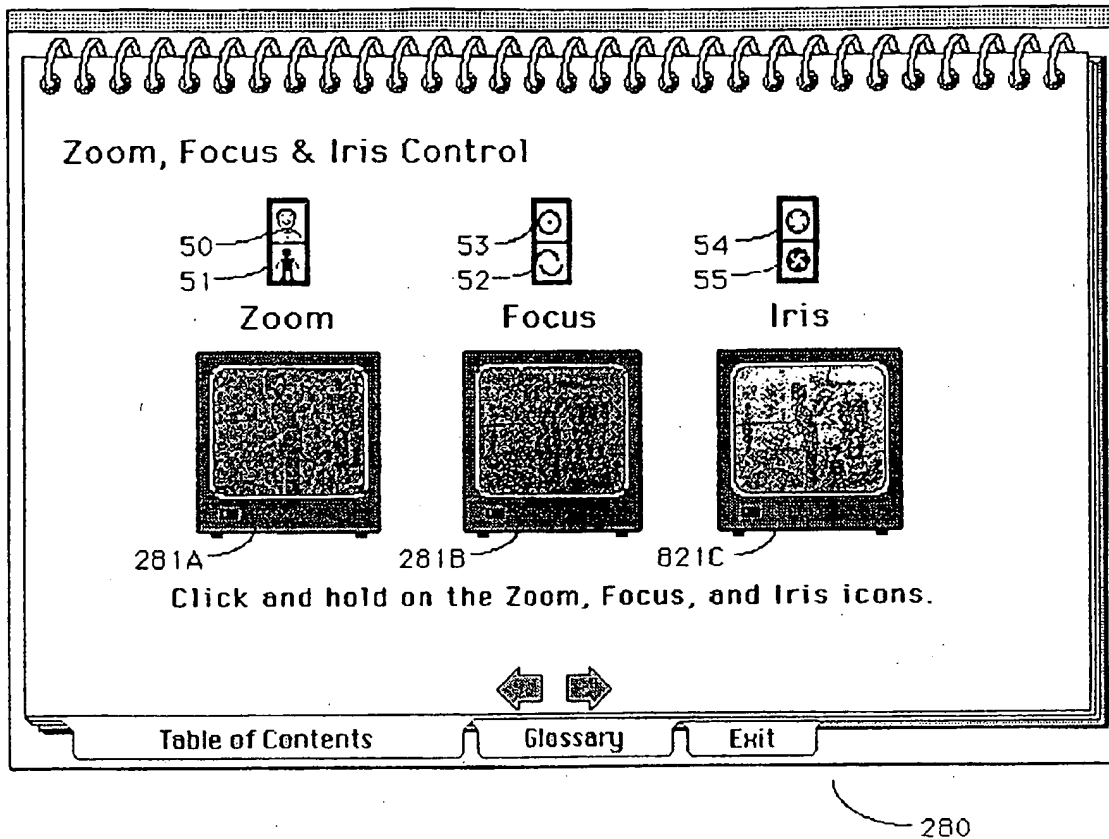 Zoom, Focus & Iris Control
50 53 54
51 52 55
Zoom Focus Iris
281A 281B 821C
Click and hold on the Zoom, Focus, and Iris icons.
Table of Contents Glossary Exit
280